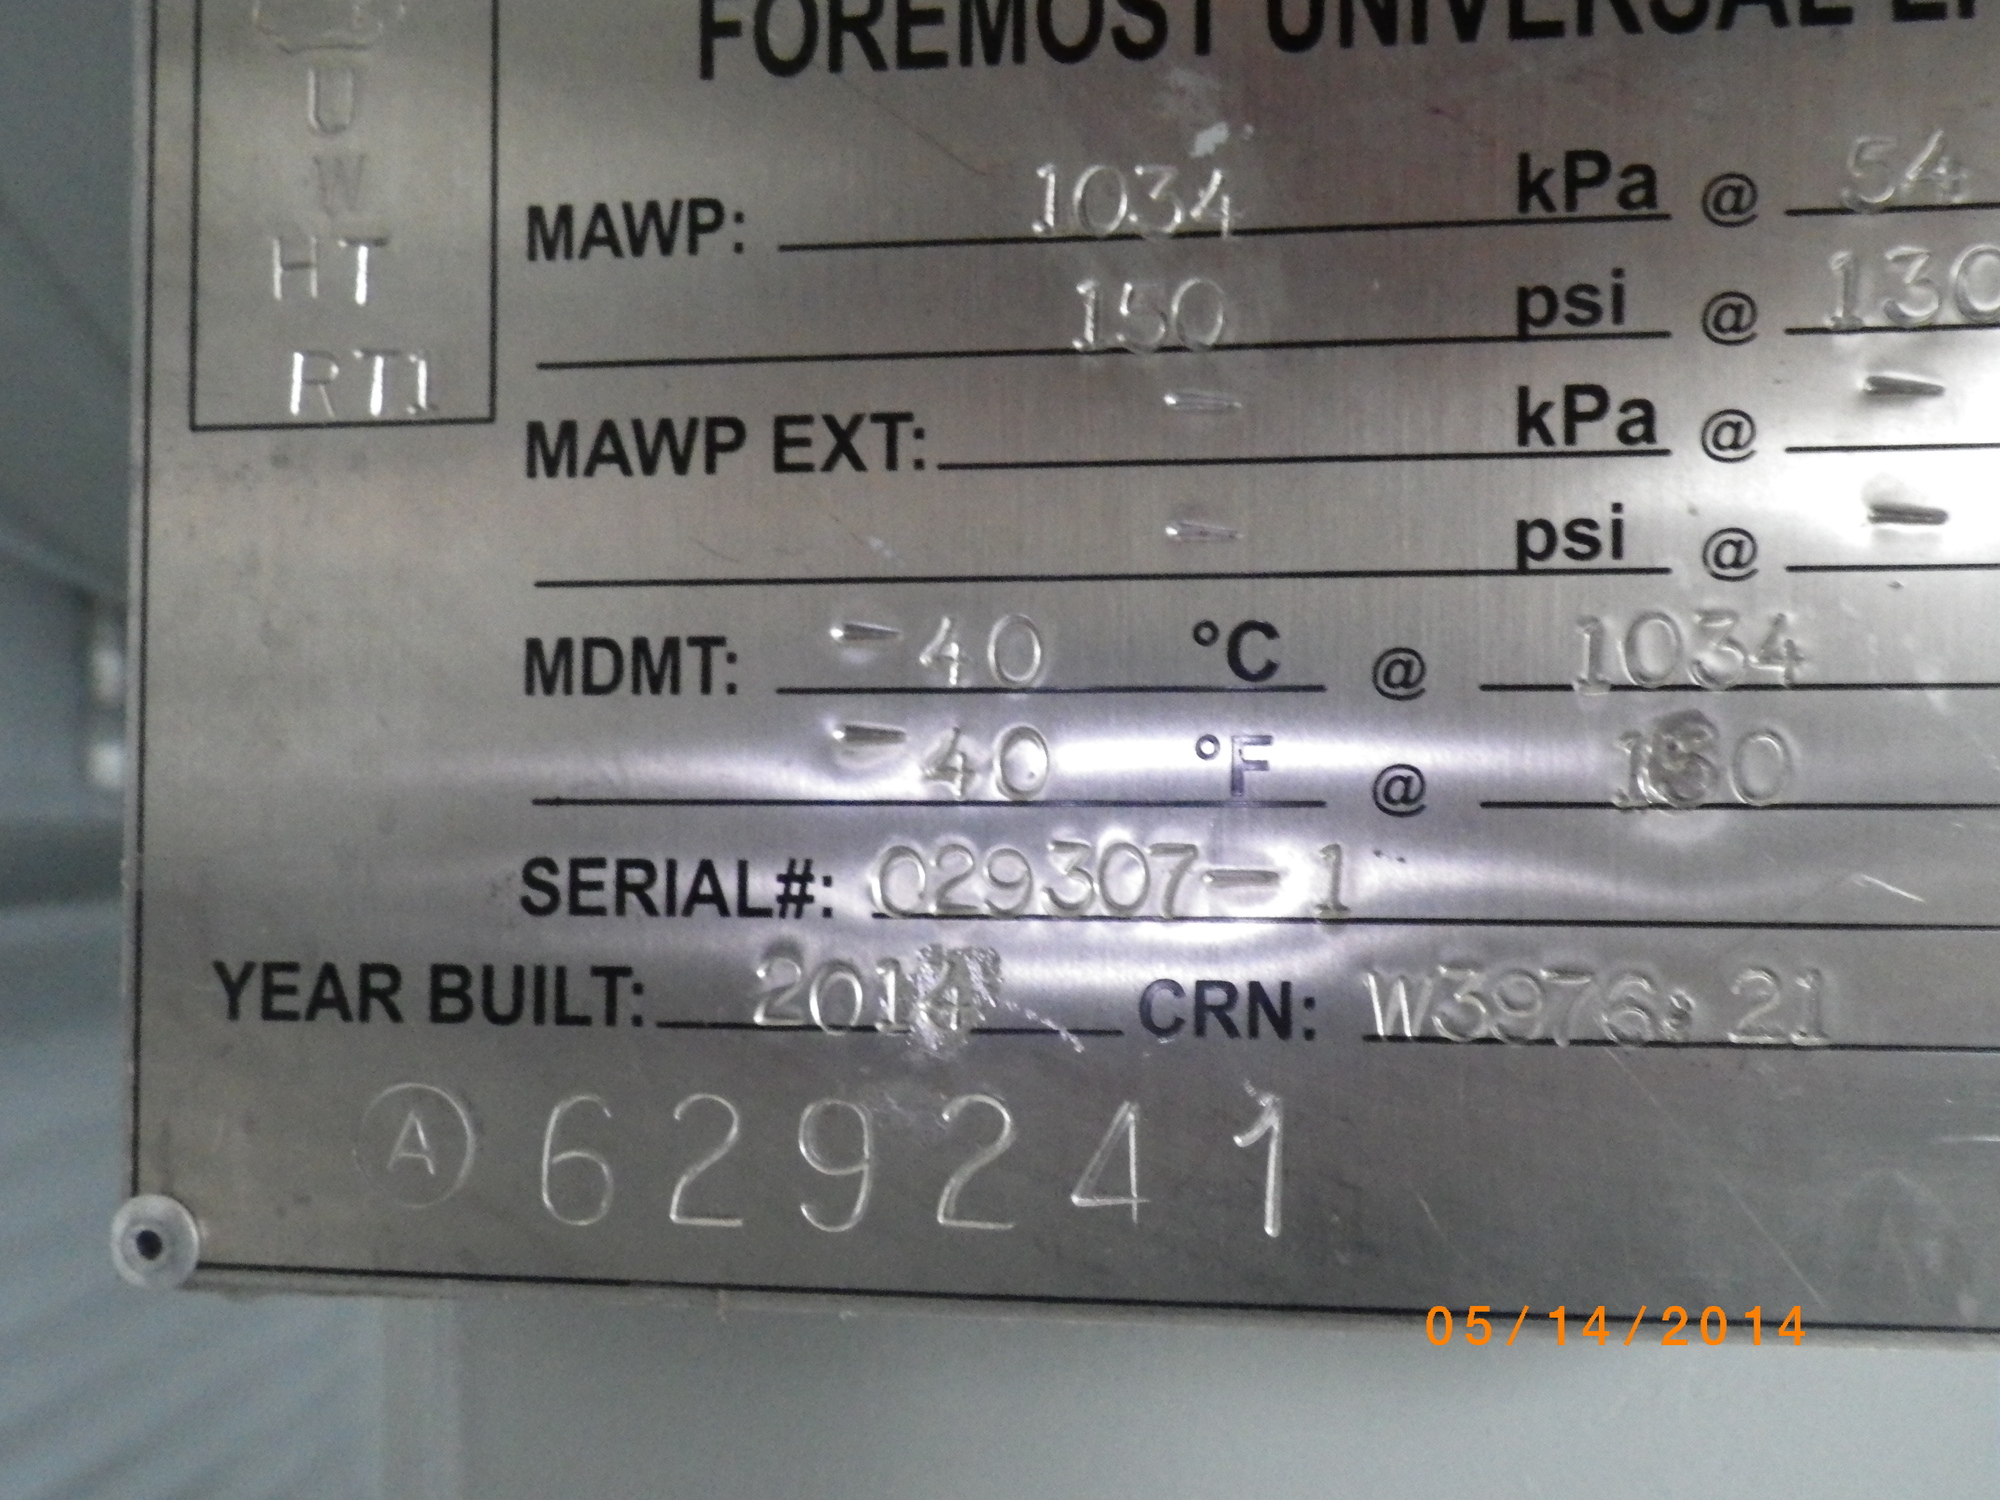 FOREMOST UNIVERSAL
U
W
HT
RT1
MAWP: 1034 kPa @ 54
150 psi @ 130
MAWP EXT: - kPa @ -
- psi @ -
MDMT: -40 °C @ 1034
-40 °F @ 150
SERIAL#: 029307-1
YEAR BUILT: 2014 CRN: W3976.21
A 629241
05/14/2014